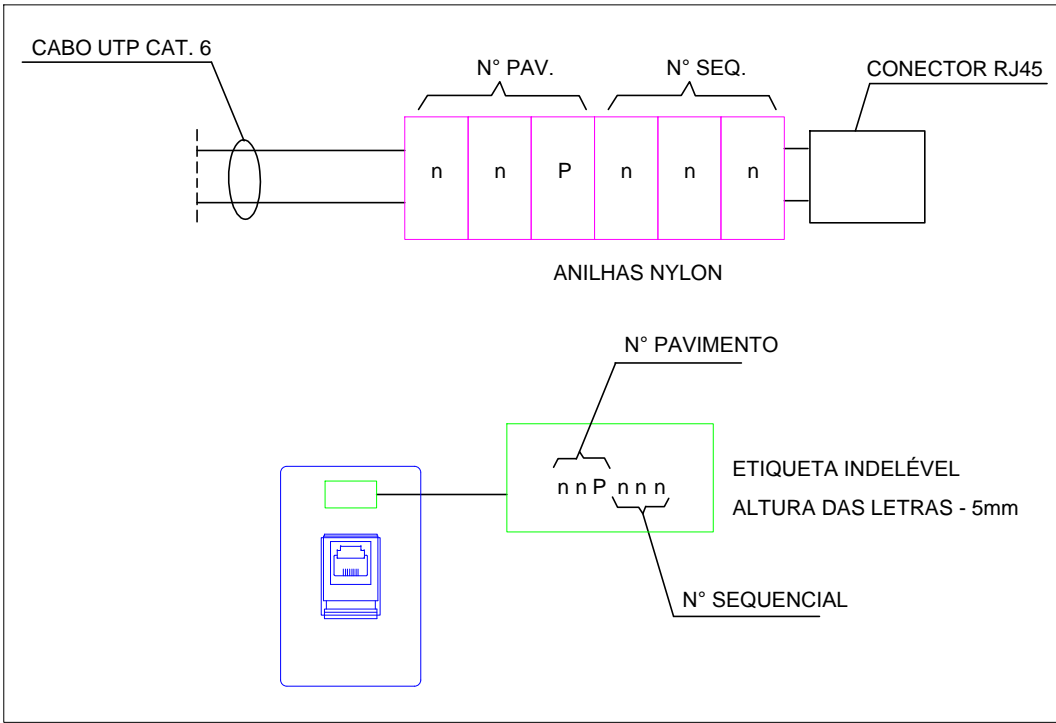 CABO UTP CAT. 6
N° PAV.
N° SEQ.
CONECTOR RJ45
n n P n n n
ANILHAS NYLON
N° PAVIMENTO
n n P n n n
ETIQUETA INDELÉVEL
ALTURA DAS LETRAS - 5mm
N° SEQUENCIAL